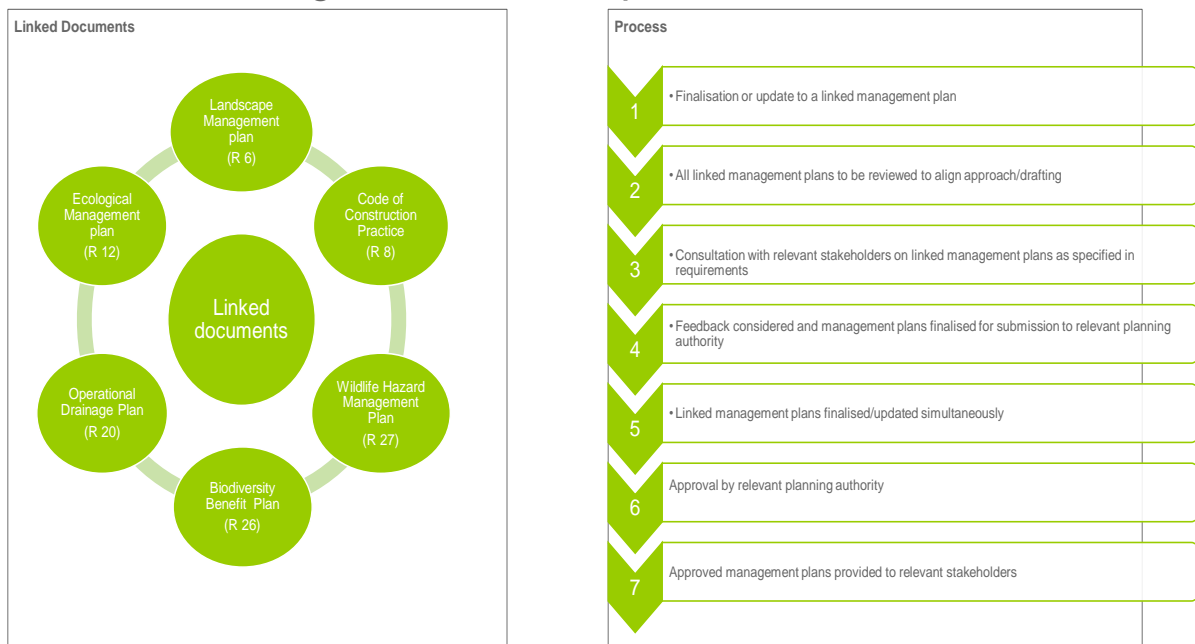 Linked Documents
Landscape
Management
plan
(R 6)
Code of
Construction
Practice
(R 8)
Wildlife Hazard
Management
Plan
(R 27)
Biodiversity
Benefit Plan
(R 26)
Operational
Drainage Plan
(R 20)
Ecological
Management
plan
(R 12)
Linked
documents
Process
1
• Finalisation or update to a linked management plan
2
• All linked management plans to be reviewed to align approach/drafting
3
• Consultation with relevant stakeholders on linked management plans as specified in
requirements
4
• Feedback considered and management plans finalised for submission to relevant planning
authority
5
• Linked management plans finalised/updated simultaneously
6
Approval by relevant planning authority
7
Approved management plans provided to relevant stakeholders